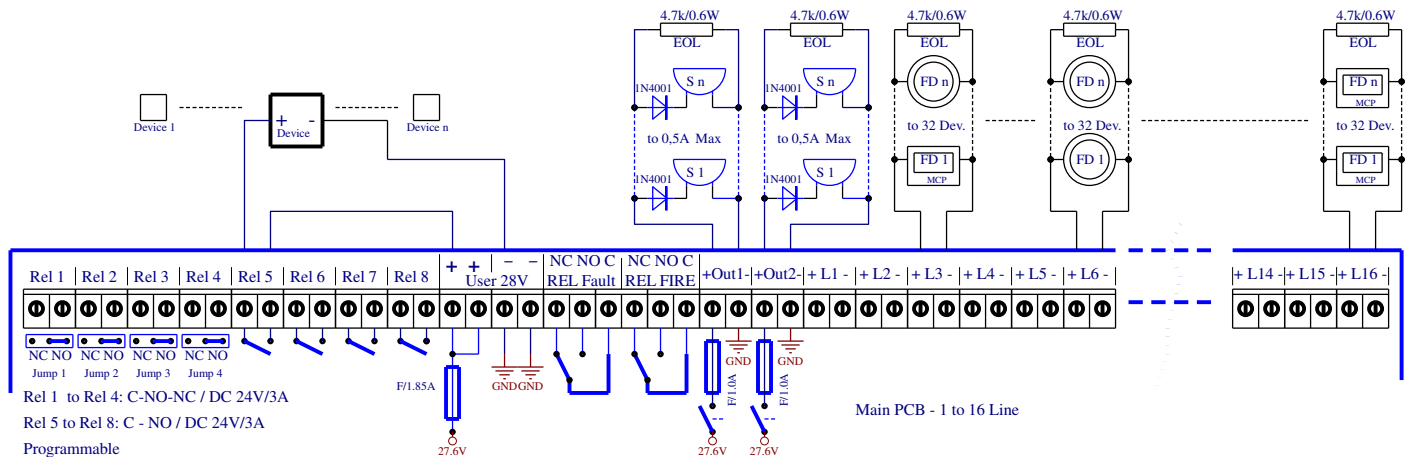 4.7k/0.6W 4.7k/0.6W 4.7k/0.6W 4.7k/0.6W 4.7k/0.6W
EOL EOL EOL EOL EOL
S n S n FD n FD n FD n
1N4001 1N4001 MCP
Device 1 + - Device Device n
to 0,5A Max to 0,5A Max to 32 Dev. to 32 Dev. to 32 Dev.
S 1 S 1 FD 1 FD 1 FD 1
1N4001 1N4001 MCP MCP
Rel 1 Rel 2 Rel 3 Rel 4 Rel 5 Rel 6 Rel 7 Rel 8 + + - - NC NO C NC NO C +Out1- +Out2- + L1 - + L2 - + L3 - + L4 - + L5 - + L6 - + L14 - + L15 - + L16 -
User 28V REL Fault REL FIRE
NC NO NC NO NC NO NC NO GND GND
Jump 1 Jump 2 Jump 3 Jump 4
F/1.85A GND GND F/1.0A F/1.0A
Rel 1 to Rel 4: C-NO-NC / DC 24V/3A
Main PCB - 1 to 16 Line
Rel 5 to Rel 8: C - NO / DC 24V/3A
Programmable 27.6V 27.6V 27.6V